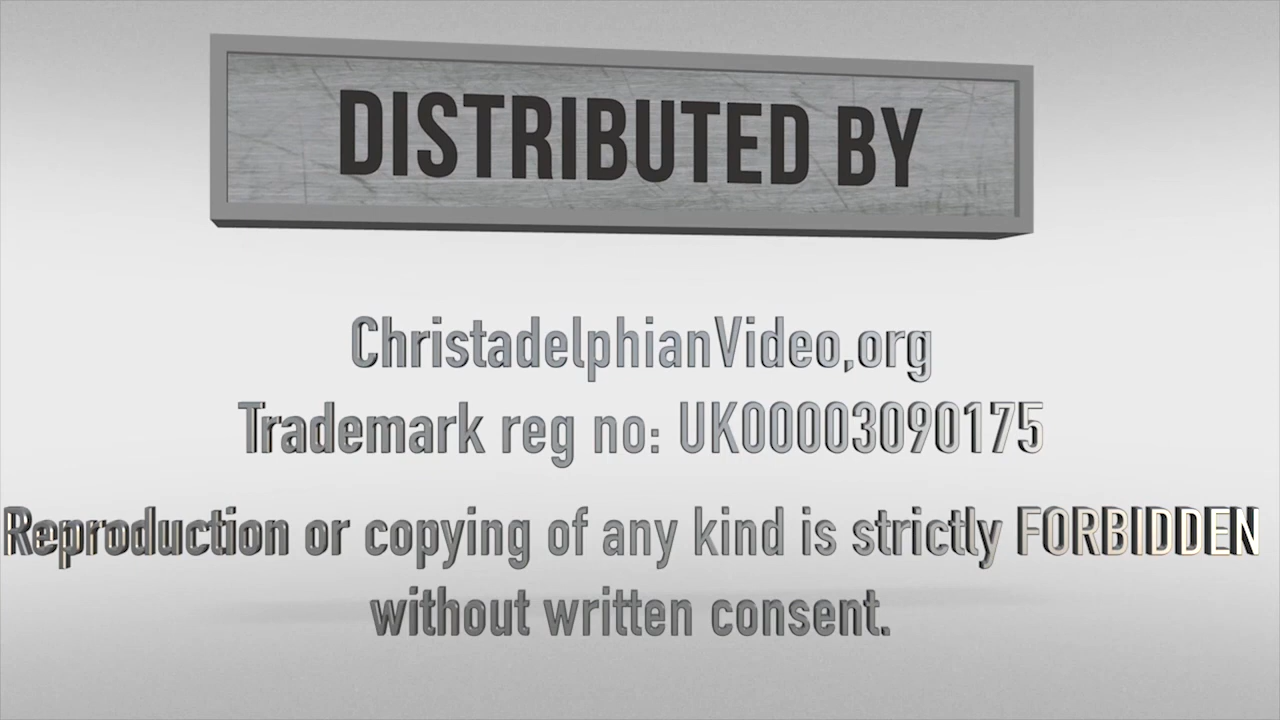 DISTRIBUTED BY
ChristadelphianVideo,org
Trademark reg no: UK00003090175
Reproduction or copying of any kind is strictly FORBIDDEN
without written consent.